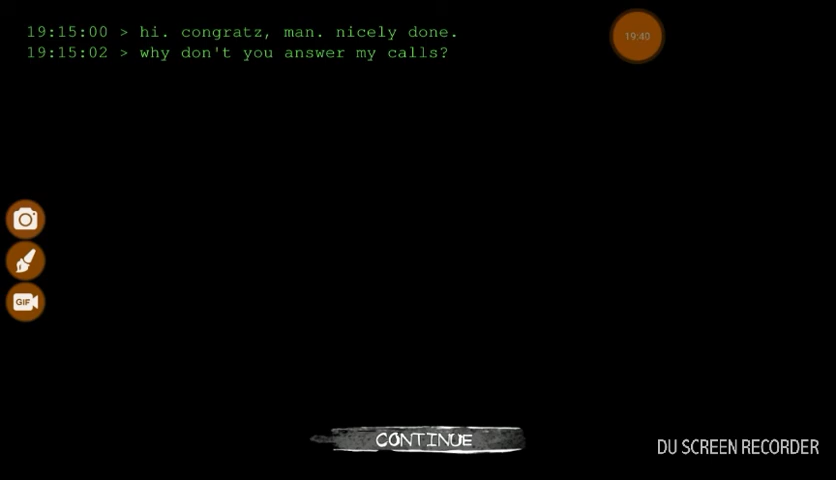 19:15:00 > hi. congratz, man. nicely done.
19:15:02 > why don't you answer my calls?
19:40
GIF
CONTINUE
DU SCREEN RECORDER